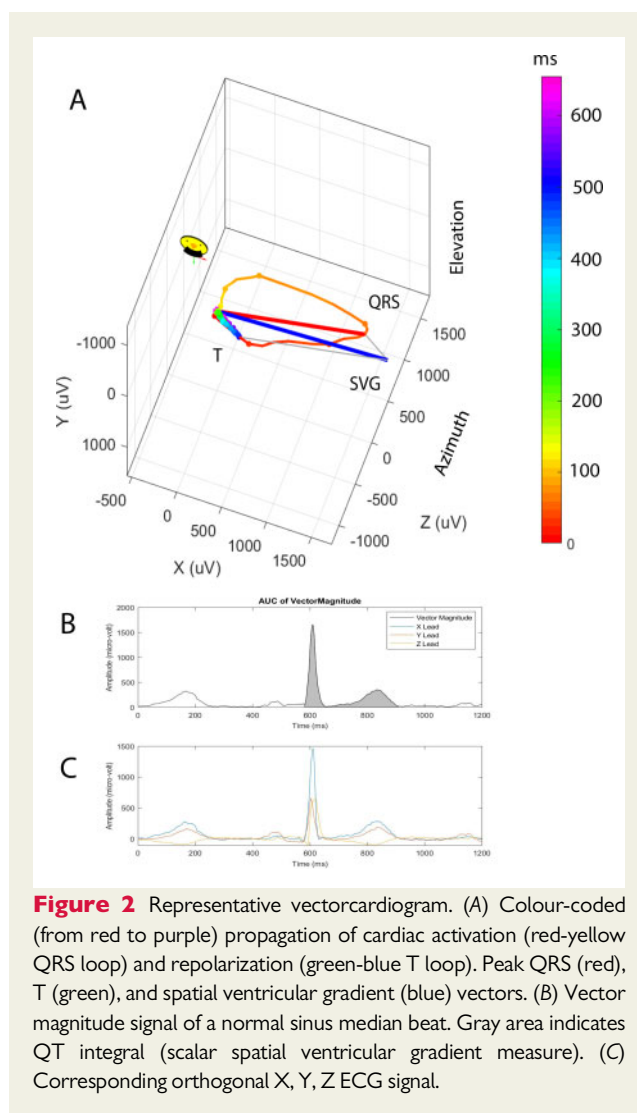 A
ms
600
500
400
300
200
100
0
Elevation
QRS
T
SVG
-1000
0
1000
Y (uV)
1500
1000
500
0
-500
-1000
Azimuth
Z (uV)
-500
0
500
1000
1500
X (uV)
B
AUC of VectorMagnitude
2000
1500
1000
500
0
Amplitude (micro-volt)
Vector Magnitude
X Lead
Y Lead
Z Lead
0 200 400 600 800 1000 1200
Time (ms)
C
1500
1000
500
0
Amplitude (micro-volt)
0 200 400 600 800 1000 1200
Time (ms)
Figure 2 Representative vectorcardiogram. (A) Colour-coded
(from red to purple) propagation of cardiac activation (red-yellow
QRS loop) and repolarization (green-blue T loop). Peak QRS (red),
T (green), and spatial ventricular gradient (blue) vectors. (B) Vector
magnitude signal of a normal sinus median beat. Gray area indicates
QT integral (scalar spatial ventricular gradient measure). (C)
Corresponding orthogonal X, Y, Z ECG signal.